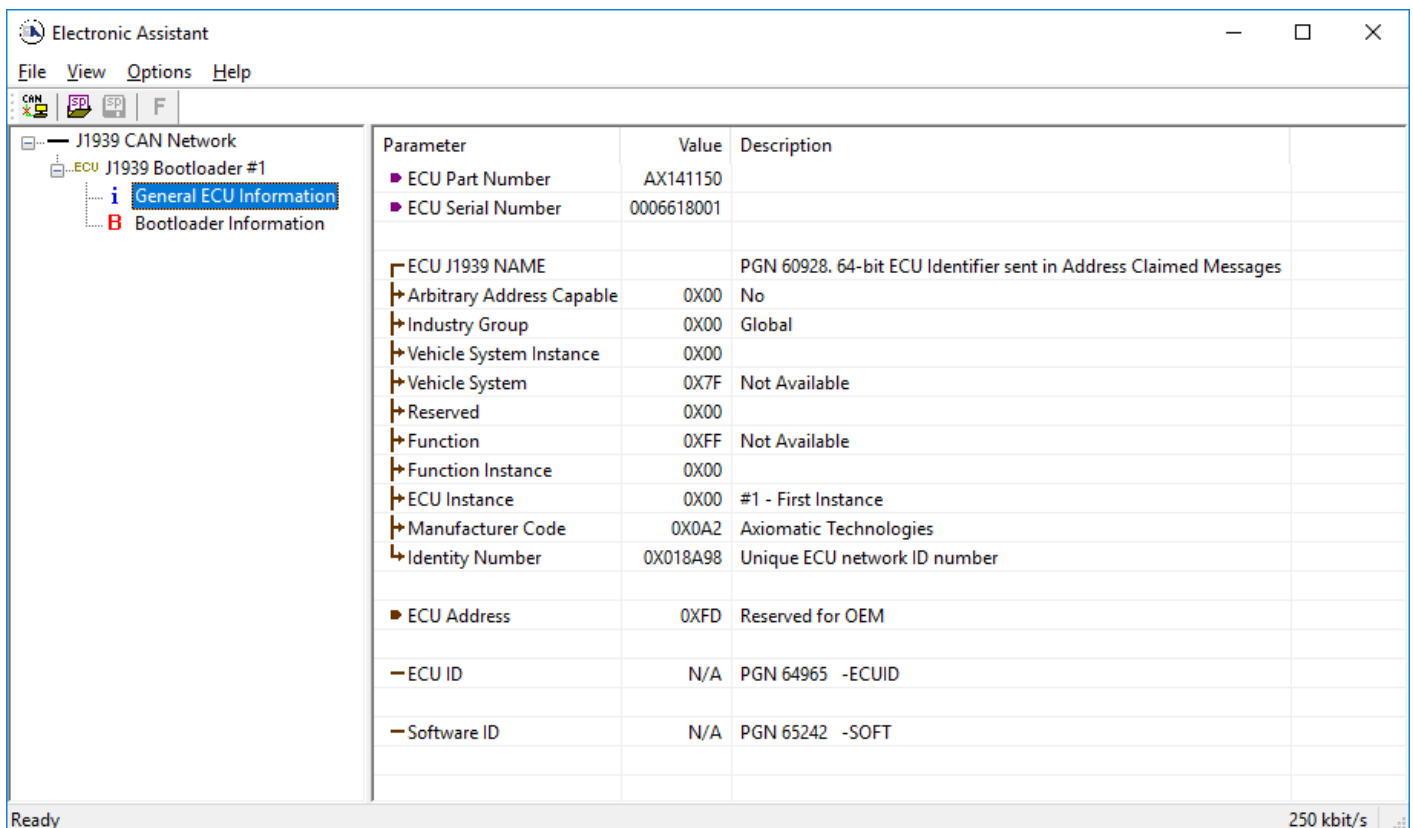 Electronic Assistant
File View Options Help
CAN SP SP F
J1939 CAN Network
ECU J1939 Bootloader #1
i General ECU Information
B Bootloader Information
Parameter Value Description
ECU Part Number AX141150
ECU Serial Number 0006618001
ECU J1939 NAME PGN 60928. 64-bit ECU Identifier sent in Address Claimed Messages
Arbitrary Address Capable 0X00 No
Industry Group 0X00 Global
Vehicle System Instance 0X00
Vehicle System 0X7F Not Available
Reserved 0X00
Function 0XFF Not Available
Function Instance 0X00
ECU Instance 0X00 #1 - First Instance
Manufacturer Code 0X0A2 Axiomatic Technologies
Identity Number 0X018A98 Unique ECU network ID number
ECU Address 0XFD Reserved for OEM
ECU ID N/A PGN 64965 -ECUID
Software ID N/A PGN 65242 -SOFT
Ready 250 kbit/s